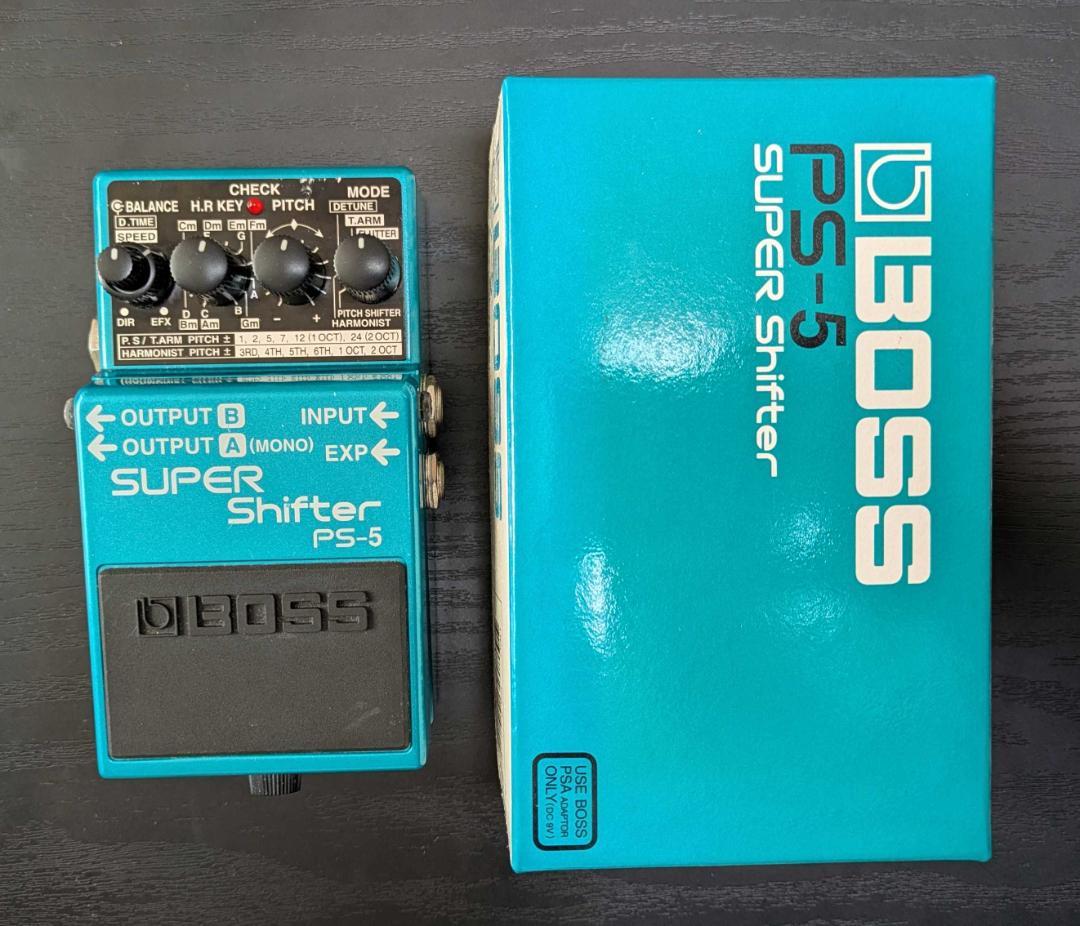 CHECK
MODE
BALANCE H.R KEY PITCH DETUNE
D.TIME
T.ARM
SPEED
Cm Dm Em Fm
G
A
D C B
DIR EFX
Bm Am Gm
- +
PITCH SHIFTER
HARMONIST
P.S / T.ARM PITCH ± 1, 2, 5, 7, 12 (1 OCT), 24 (2 OCT)
HARMONIST PITCH ± 3RD, 4TH, 5TH, 6TH, 1 OCT, 2 OCT
OUTPUT B
INPUT
OUTPUT A (MONO)
EXP
SUPER
Shifter
PS-5
BOSS
BOSS
PS-5
SUPER Shifter
USE BOSS
PSA ADAPTOR
ONLY (DC 9V)